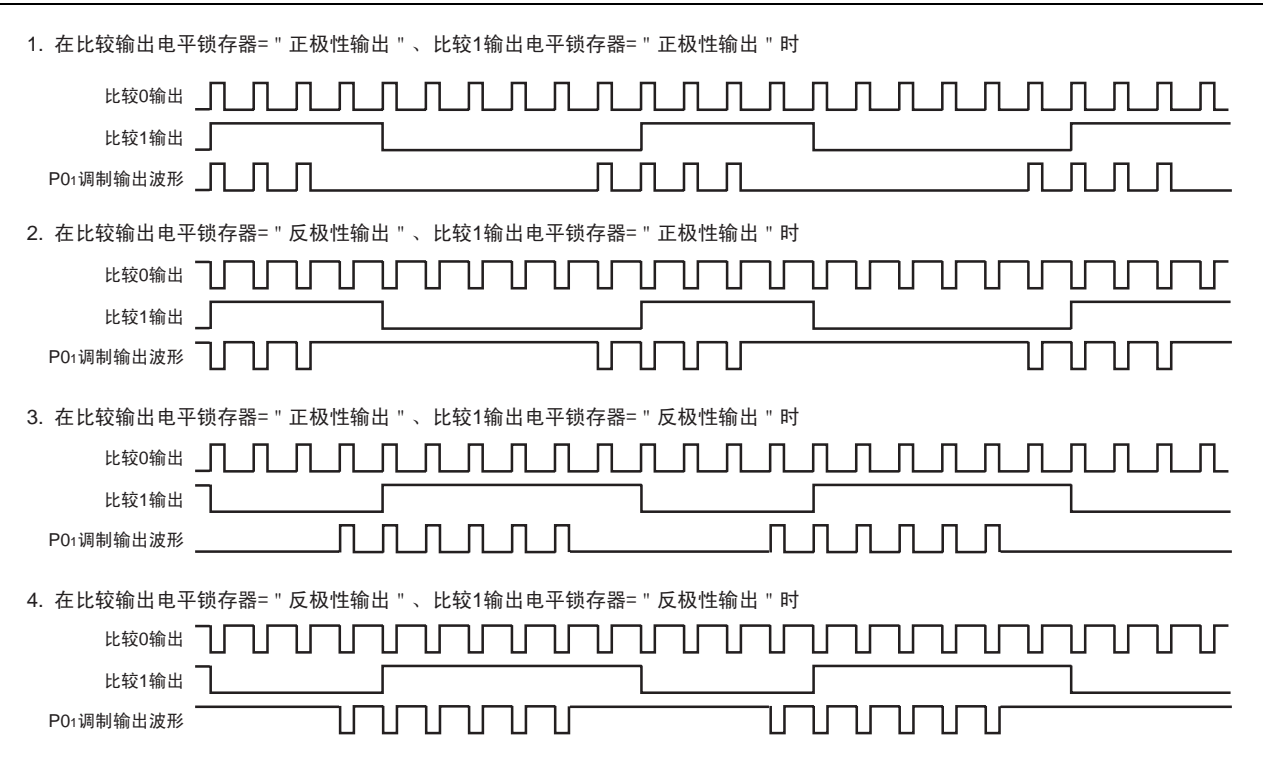 1. 在比较输出电平锁存器= " 正极性输出 " 、比较1输出电平锁存器= " 正极性输出 " 时
比较0输出
比较1输出
P01调制输出波形
2. 在比较输出电平锁存器= " 反极性输出 " 、比较1输出电平锁存器= " 正极性输出 " 时
比较0输出
比较1输出
P01调制输出波形
3. 在比较输出电平锁存器= " 正极性输出 " 、比较1输出电平锁存器= " 反极性输出 " 时
比较0输出
比较1输出
P01调制输出波形
4. 在比较输出电平锁存器= " 反极性输出 " 、比较1输出电平锁存器= " 反极性输出 " 时
比较0输出
比较1输出
P01调制输出波形